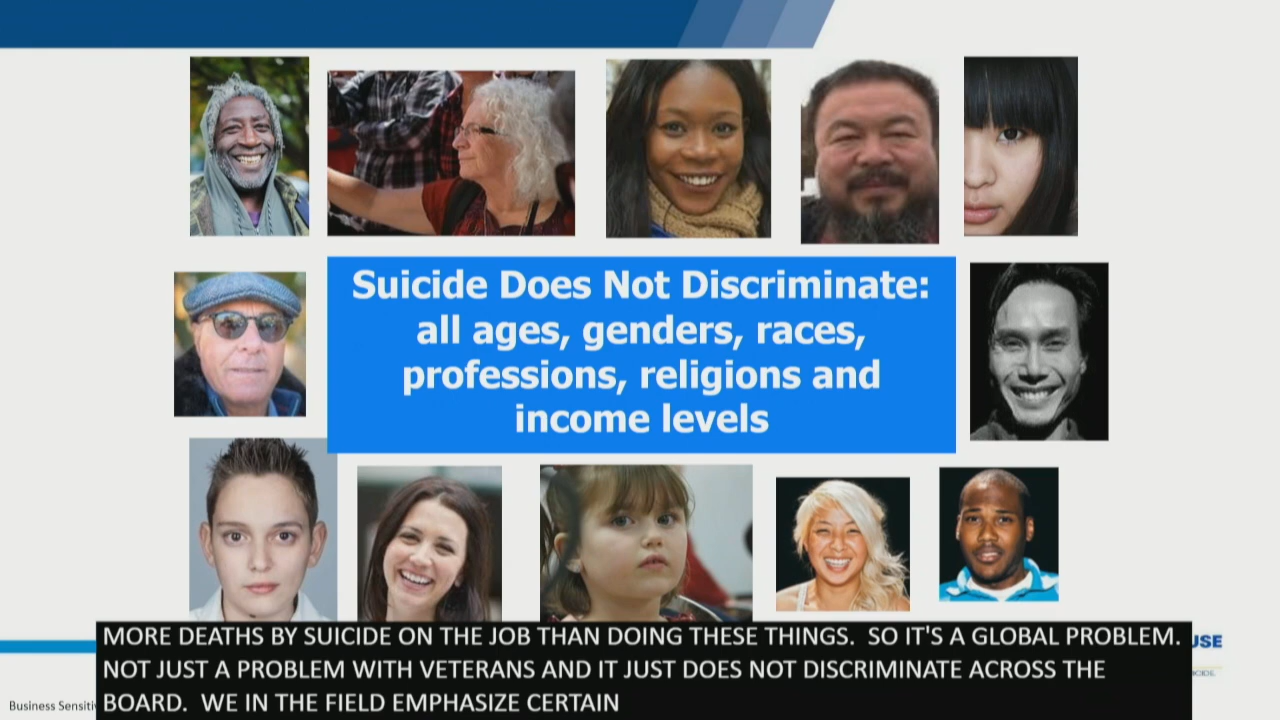 Suicide Does Not Discriminate:
all ages, genders, races,
professions, religions and
income levels
MORE DEATHS BY SUICIDE ON THE JOB THAN DOING THESE THINGS. SO IT'S A GLOBAL PROBLEM.
NOT JUST A PROBLEM WITH VETERANS AND IT JUST DOES NOT DISCRIMINATE ACROSS THE
BOARD. WE IN THE FIELD EMPHASIZE CERTAIN
USE
Business Sensiti